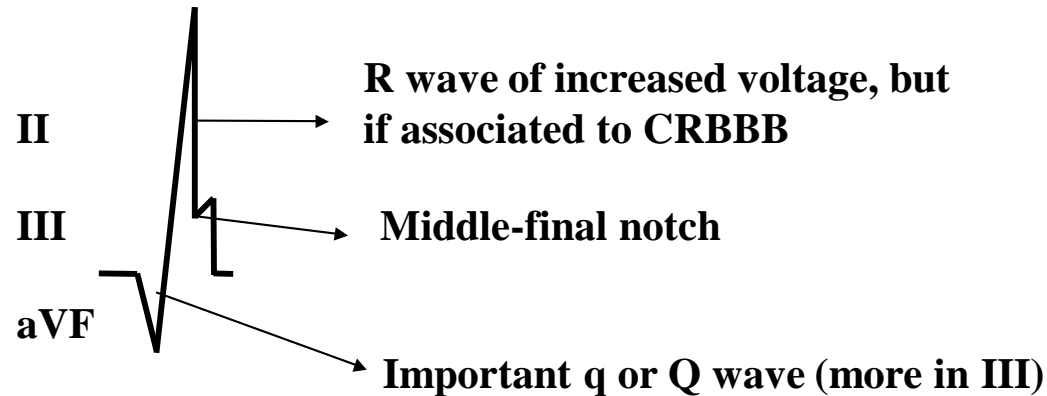 R wave of increased voltage, but
II
if associated to CRBBB
III
Middle-final notch
aVF
Important q or Q wave (more in III)